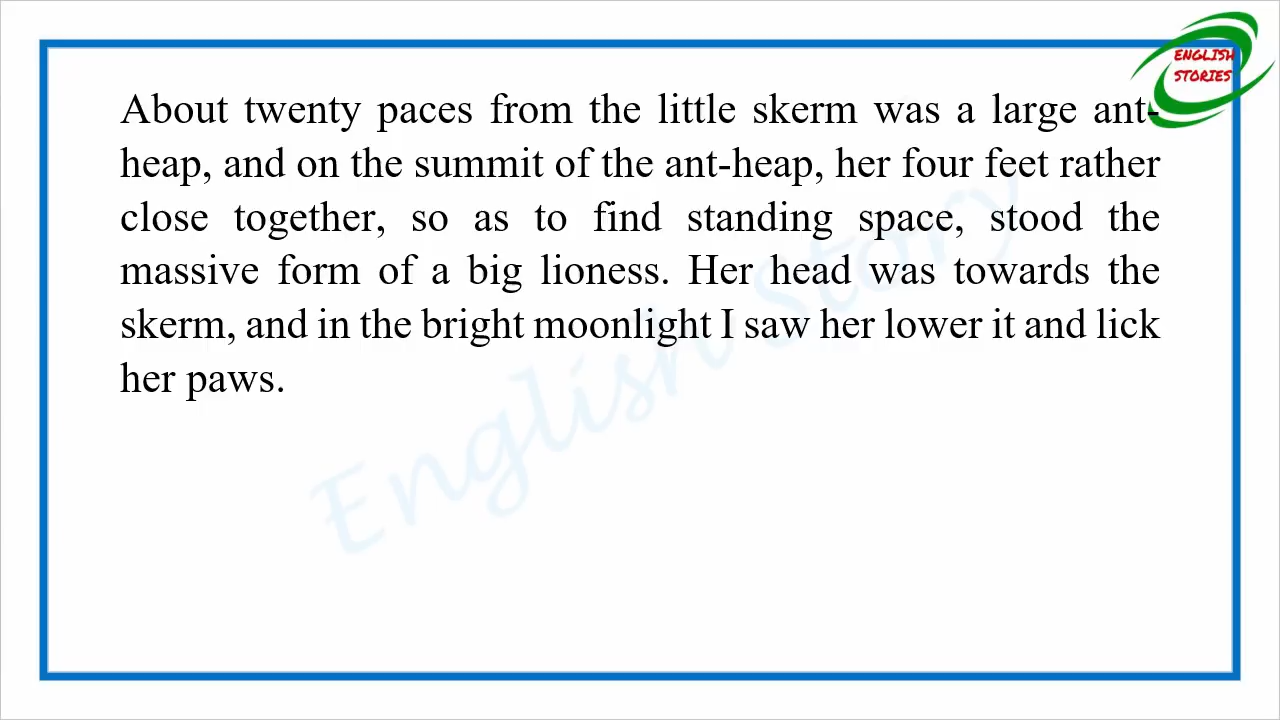 ENGLISH
STORIES
About twenty paces from the little skerm was a large ant-
heap, and on the summit of the ant-heap, her four feet rather
close together, so as to find standing space, stood the
massive form of a big lioness. Her head was towards the
skerm, and in the bright moonlight I saw her lower it and lick
her paws.
English Story